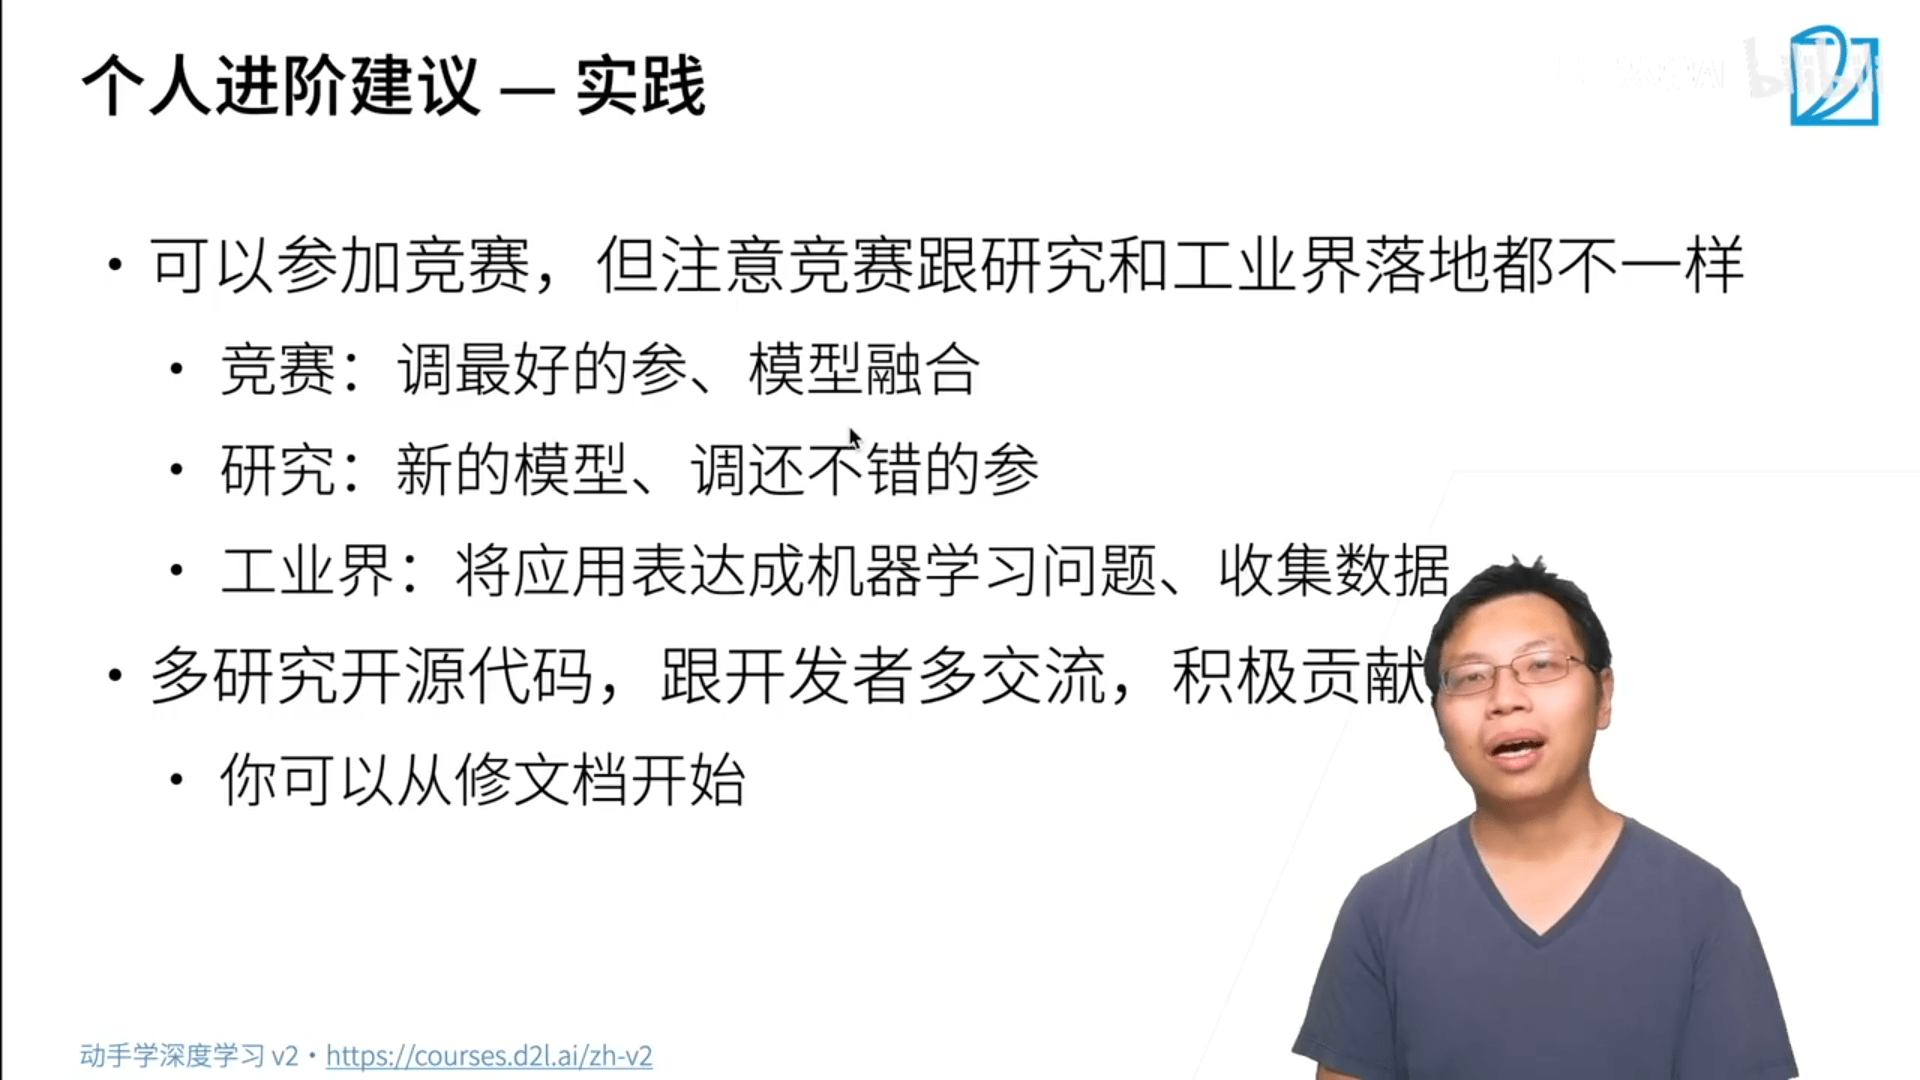 个人进阶建议 — 实践
• 可以参加竞赛，但注意竞赛跟研究和工业界落地都不一样
• 竞赛：调最好的参、模型融合
• 研究：新的模型、调还不错的参
• 工业界：将应用表达成机器学习问题、收集数据
• 多研究开源代码，跟开发者多交流，积极贡献
• 你可以从修文档开始
动手学深度学习 v2 • https://courses.d2l.ai/zh-v2